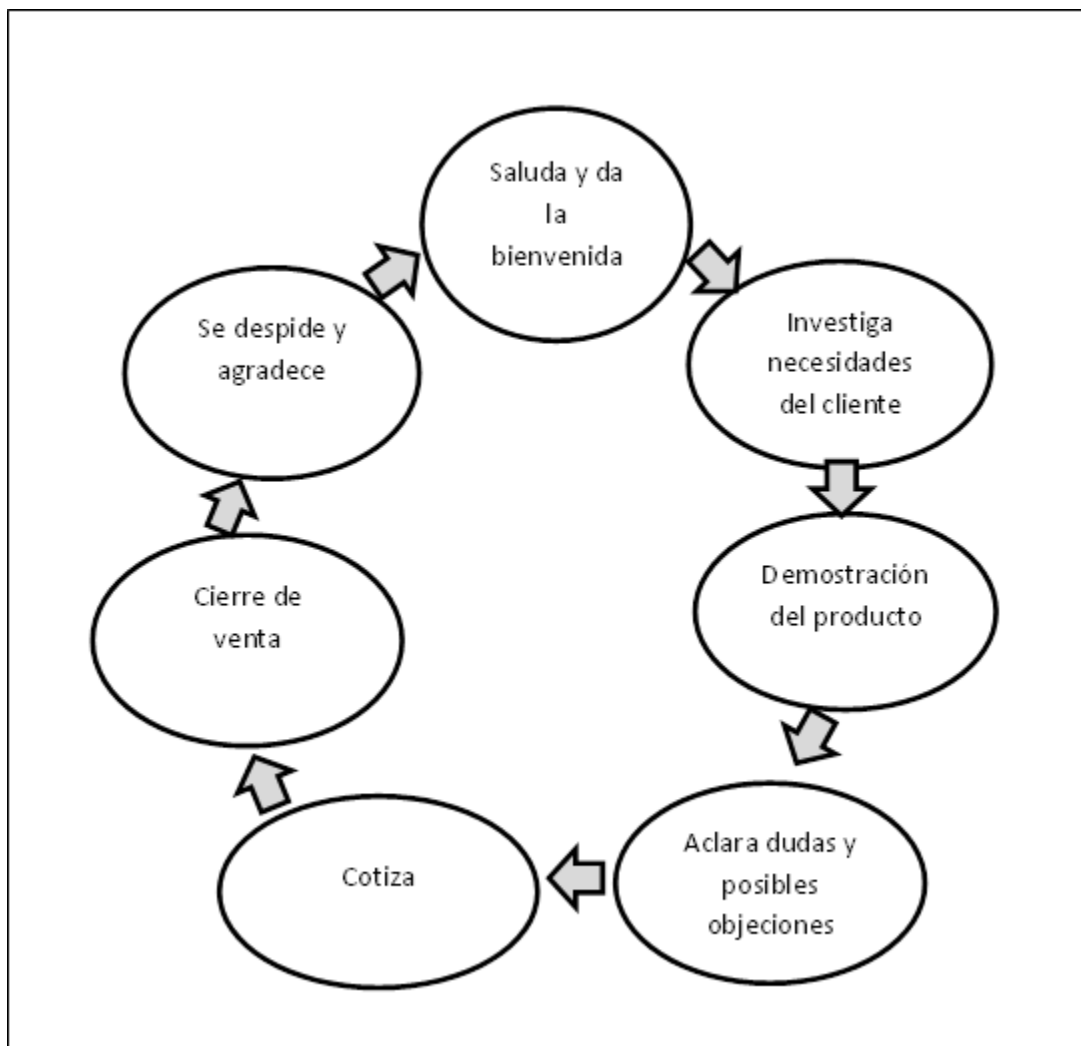 Saluda y da
la
bienvenida
Investiga
necesidades
del cliente
Demostración
del producto
Aclara dudas y
posibles
objeciones
Cotiza
Cierre de
venta
Se despide y
agradece